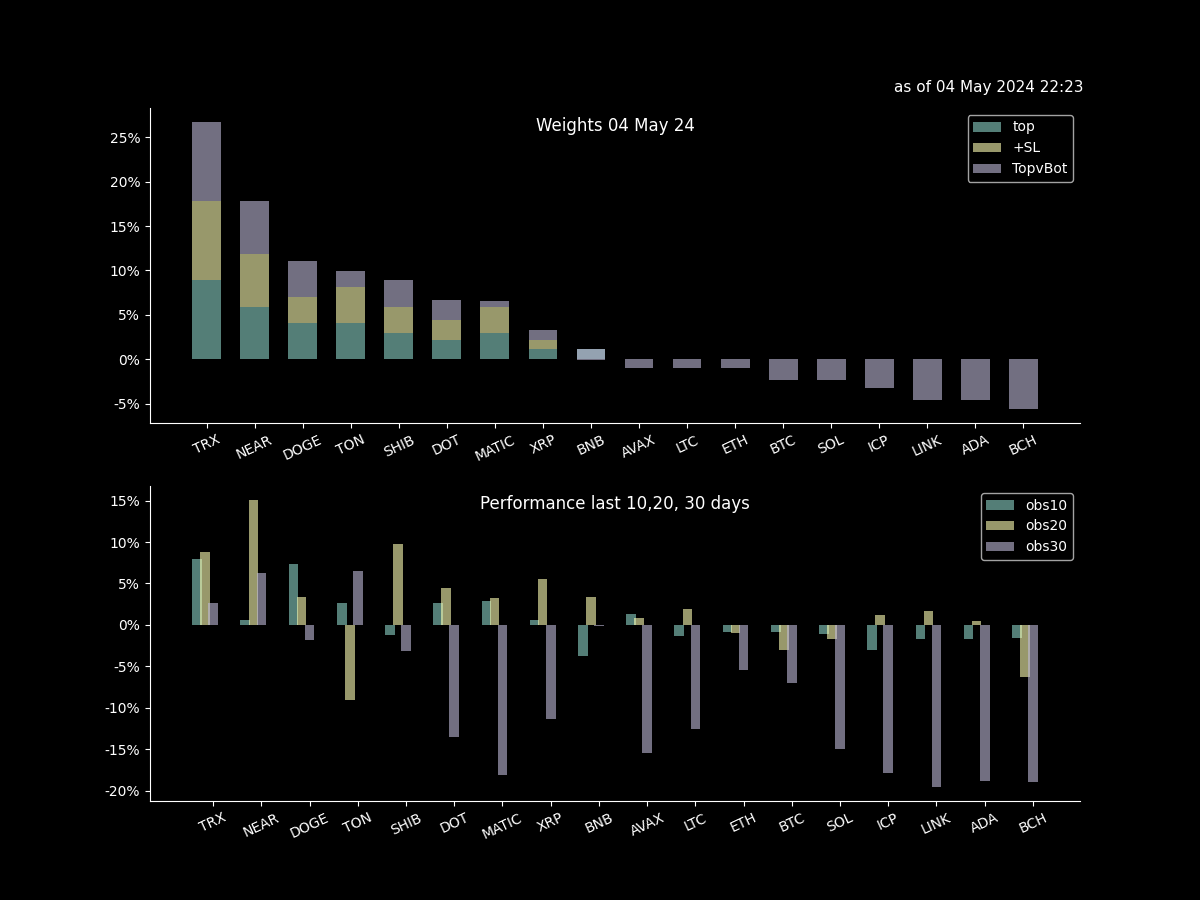 as of 04 May 2024 22:23
Weights 04 May 24
top
+SL
TopvBot
25%
20%
15%
10%
5%
0%
-5%
TRX NEAR DOGE TON SHIB DOT MATIC XRP BNB AVAX LTC ETH BTC SOL ICP LINK ADA BCH
Performance last 10,20, 30 days
obs10
obs20
obs30
15%
10%
5%
0%
-5%
-10%
-15%
-20%
TRX NEAR DOGE TON SHIB DOT MATIC XRP BNB AVAX LTC ETH BTC SOL ICP LINK ADA BCH